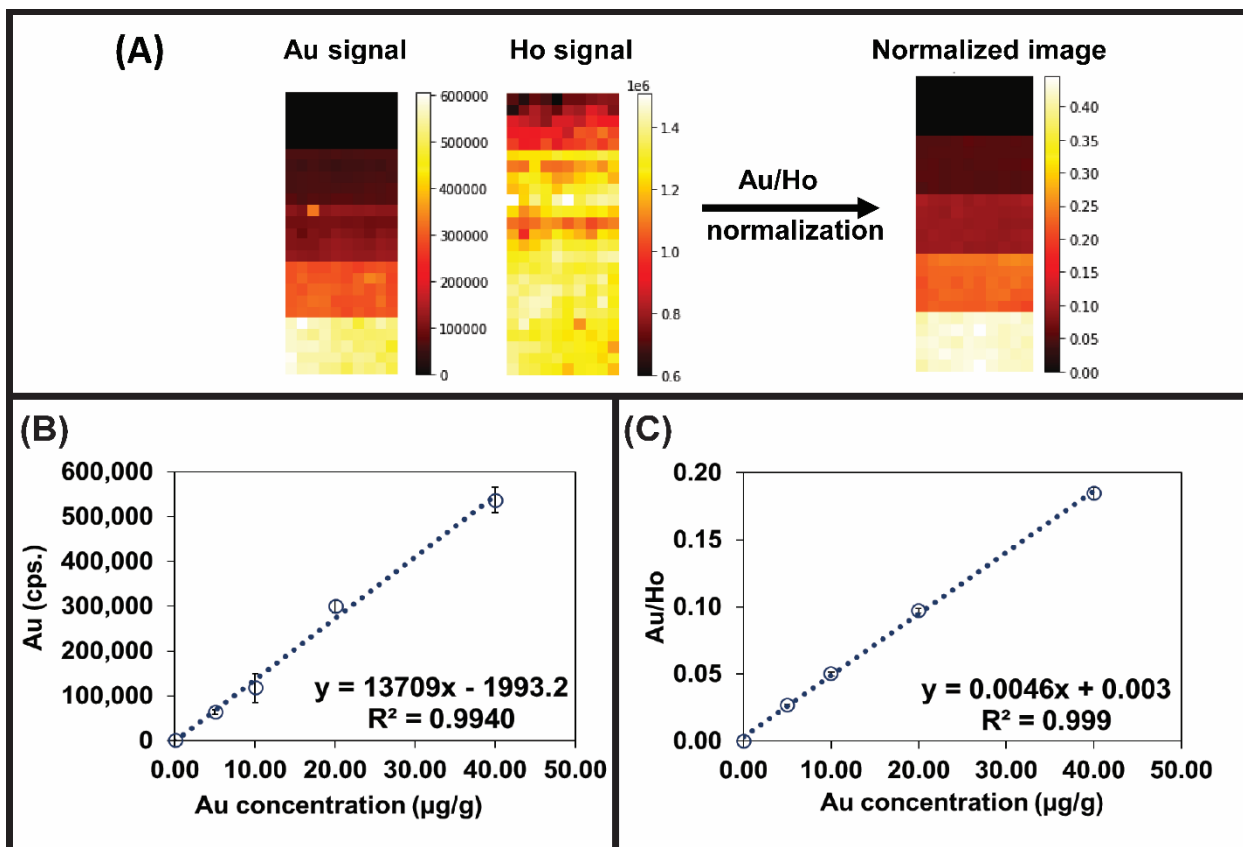 (A)
Au signal
Ho signal
Normalized image
600000
500000
400000
300000
200000
100000
0
1e6
1.4
1.2
1.0
0.8
0.6
Au/Ho
normalization
0.40
0.35
0.30
0.25
0.20
0.15
0.10
0.05
0.00
(B)
600,000
500,000
400,000
300,000
200,000
100,000
0
Au (cps.)
y = 13709x - 1993.2
R² = 0.9940
0.00 10.00 20.00 30.00 40.00 50.00
Au concentration (µg/g)
(C)
0.20
0.15
0.10
0.05
0.00
Au/Ho
y = 0.0046x + 0.003
R² = 0.999
0.00 10.00 20.00 30.00 40.00 50.00
Au concentration (µg/g)